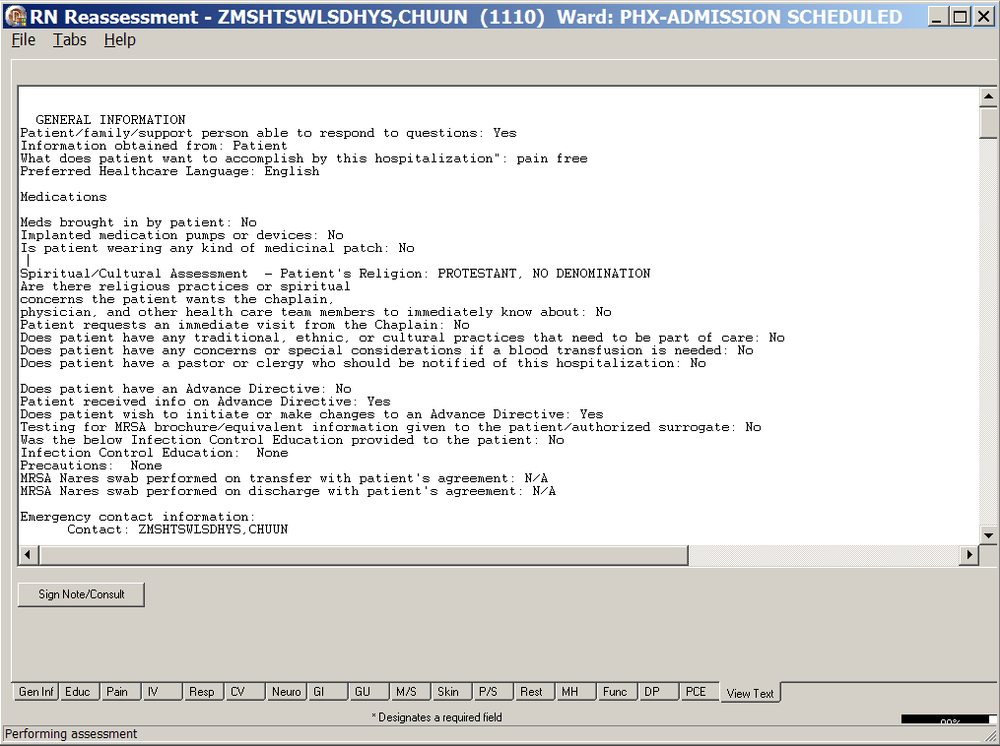 RN Reassessment - ZMSHTSWLSDHYS,CHUUN (1110) Ward: PHX-ADMISSION SCHEDULED
File Tabs Help
GENERAL INFORMATION
Patient/family/support person able to respond to questions: Yes
Information obtained from: Patient
What does patient want to accomplish by this hospitalization": pain free
Preferred Healthcare Language: English
Medications
Meds brought in by patient: No
Implanted medication pumps or devices: No
Is patient wearing any kind of medicinal patch: No
Spiritual/Cultural Assessment - Patient's Religion: PROTESTANT, NO DENOMINATION
Are there religious practices or spiritual
concerns the patient wants the chaplain,
physician, and other health care team members to immediately know about: No
Patient requests an immediate visit from the Chaplain: No
Does patient have any traditional, ethnic, or cultural practices that need to be part of care: No
Does patient have any concerns or special considerations if a blood transfusion is needed: No
Does patient have a pastor or clergy who should be notified of this hospitalization: No
Does patient have an Advance Directive: No
Patient received info on Advance Directive: Yes
Does patient wish to initiate or make changes to an Advance Directive: Yes
Testing for MRSA brochure/equivalent information given to the patient/authorized surrogate: No
Was the below Infection Control Education provided to the patient: No
Infection Control Education: None
Precautions: None
MRSA Nares swab performed on transfer with patient's agreement: N/A
MRSA Nares swab performed on discharge with patient's agreement: N/A
Emergency contact information:
Contact: ZMSHTSWLSDHYS,CHUUN
Sign Note/Consult
Gen Inf Educ Pain IV Resp CV Neuro GI GU M/S Skin P/S Rest MH Func DP PCE View Text
* Designates a required field
Performing assessment